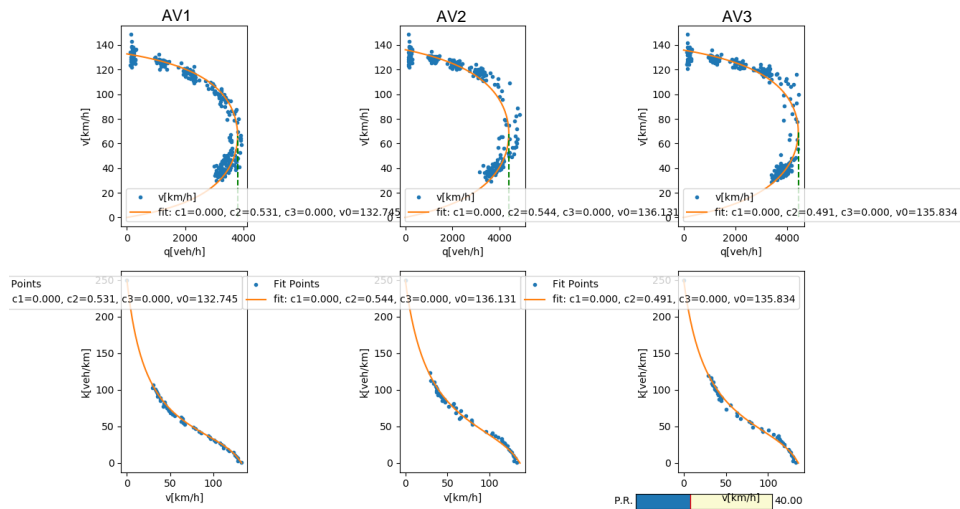 AV1
AV2
AV3
140
120
100
80
60
40
20
0
v[km/h]
0
2000
4000
q[veh/h]
v[km/h]
fit: c1=0.000, c2=0.531, c3=0.000, v0=132.745
140
120
100
80
60
40
20
0
v[km/h]
0
2000
4000
q[veh/h]
v[km/h]
fit: c1=0.000, c2=0.544, c3=0.000, v0=136.131
140
120
100
80
60
40
20
0
v[km/h]
0
2000
4000
q[veh/h]
v[km/h]
fit: c1=0.000, c2=0.491, c3=0.000, v0=135.834
Points
c1=0.000, c2=0.531, c3=0.000, v0=132.745
250
200
150
100
50
0
k[veh/km]
0
50
100
v[km/h]
Fit Points
fit: c1=0.000, c2=0.544, c3=0.000, v0=136.131
250
200
150
100
50
0
k[veh/km]
0
50
100
v[km/h]
Fit Points
fit: c1=0.000, c2=0.491, c3=0.000, v0=135.834
250
200
150
100
50
0
k[veh/km]
0
50
100
v[km/h]
P.R.
40.00